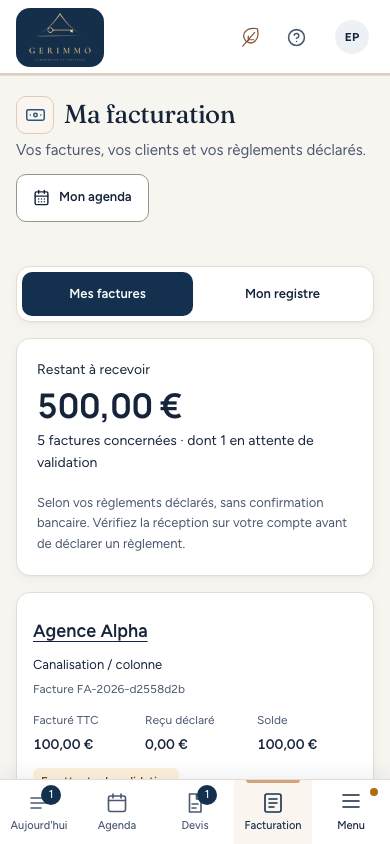 GERIMMO
EP
Ma facturation
Vos factures, vos clients et vos règlements déclarés.
Mon agenda
Mes factures
Mon registre
Restant à recevoir
500,00 €
5 factures concernées · dont 1 en attente de
validation
Selon vos règlements déclarés, sans confirmation
bancaire. Vérifiez la réception sur votre compte avant
de déclarer un règlement.
Agence Alpha
Canalisation / colonne
Facture FA-2026-d2558d2b
Facturé TTC
Reçu déclaré
Solde
100,00 €
0,00 €
100,00 €
1
1
Aujourd'hui
Agenda
Devis
Facturation
Menu